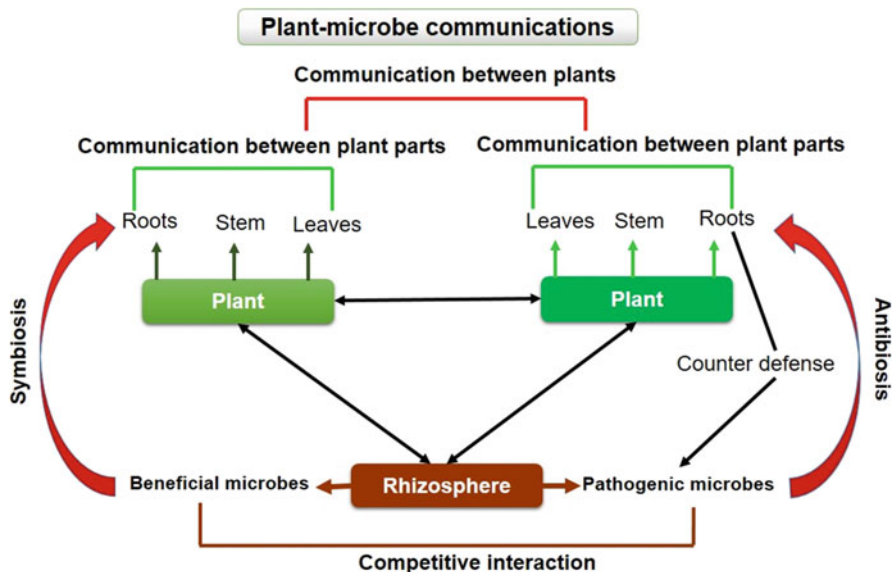 Plant-microbe communications
Communication between plants
Communication between plant parts
Communication between plant parts
Roots
Stem
Leaves
Leaves
Stem
Roots
Plant
Plant
Symbiosis
Counter defense
Antibiosis
Beneficial microbes
Rhizosphere
Pathogenic microbes
Competitive interaction